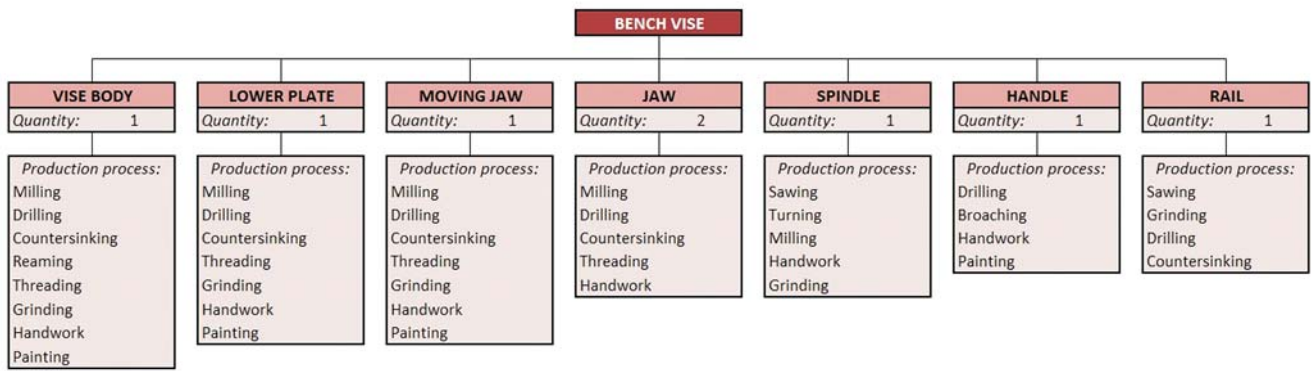 BENCH VISE
VISE BODY
Quantity: 1
Production process:
Milling
Drilling
Countersinking
Reaming
Threading
Grinding
Handwork
Painting
LOWER PLATE
Quantity: 1
Production process:
Milling
Drilling
Countersinking
Threading
Grinding
Handwork
Painting
MOVING JAW
Quantity: 1
Production process:
Milling
Drilling
Countersinking
Threading
Grinding
Handwork
Painting
JAW
Quantity: 2
Production process:
Milling
Drilling
Countersinking
Threading
Handwork
SPINDLE
Quantity: 1
Production process:
Sawing
Turning
Milling
Handwork
Grinding
HANDLE
Quantity: 1
Production process:
Drilling
Broaching
Handwork
Painting
RAIL
Quantity: 1
Production process:
Sawing
Grinding
Drilling
Countersinking